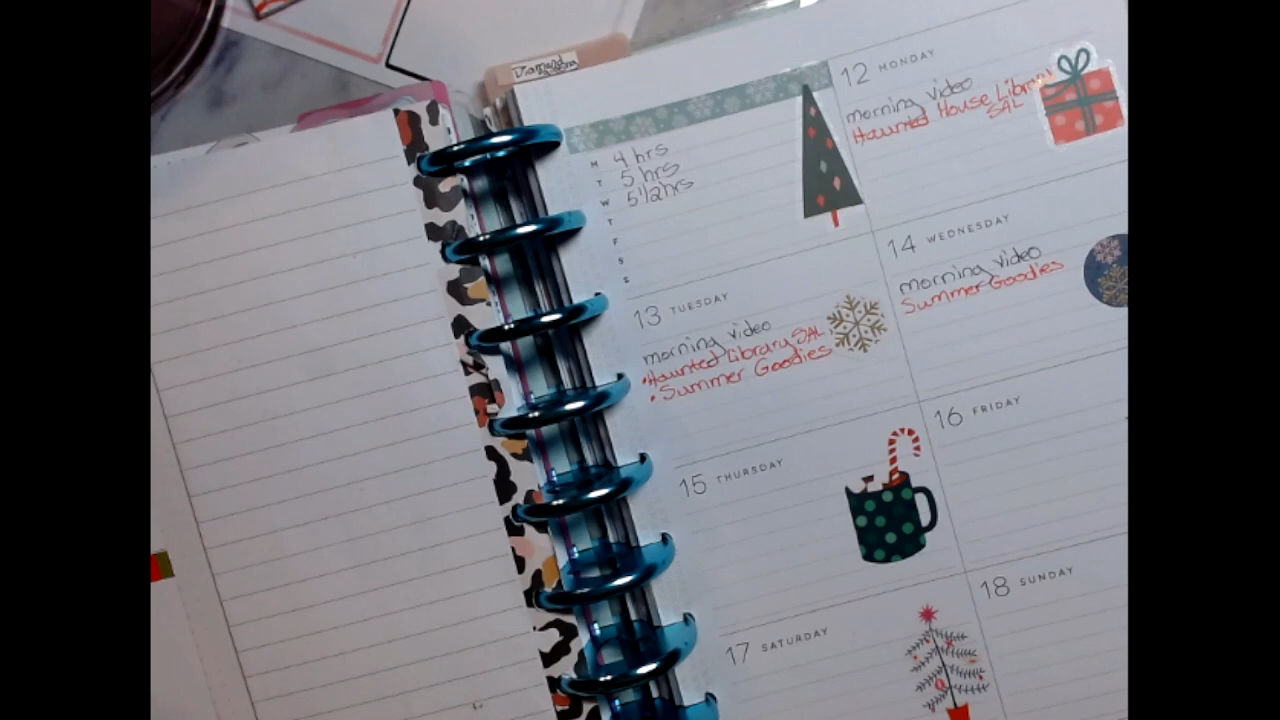 Diamond
12 MONDAY
morning video
Haunted House Library
SAL
M 4 hrs
T 5 hrs
W 5 1/2 hrs
T
F
S
S
13 TUESDAY
morning video
•Haunted Library SAL
• Summer Goodies
14 WEDNESDAY
morning video
Summer Goodies
15 THURSDAY
16 FRIDAY
17 SATURDAY
18 SUNDAY